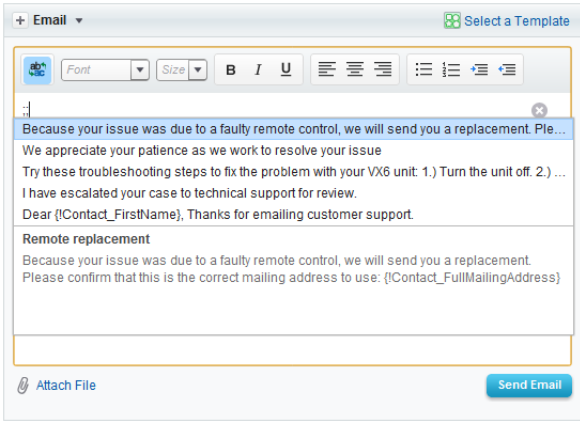 Email
Select a Template
Font Size B I U
;;
Because your issue was due to a faulty remote control, we will send you a replacement. Ple...
We appreciate your patience as we work to resolve your issue
Try these troubleshooting steps to fix the problem with your VX6 unit: 1.) Turn the unit off. 2.) ...
I have escalated your case to technical support for review.
Dear {!Contact_FirstName}, Thanks for emailing customer support.
Remote replacement
Because your issue was due to a faulty remote control, we will send you a replacement.
Please confirm that this is the correct mailing address to use: {!Contact_FullMailingAddress}
Attach File
Send Email